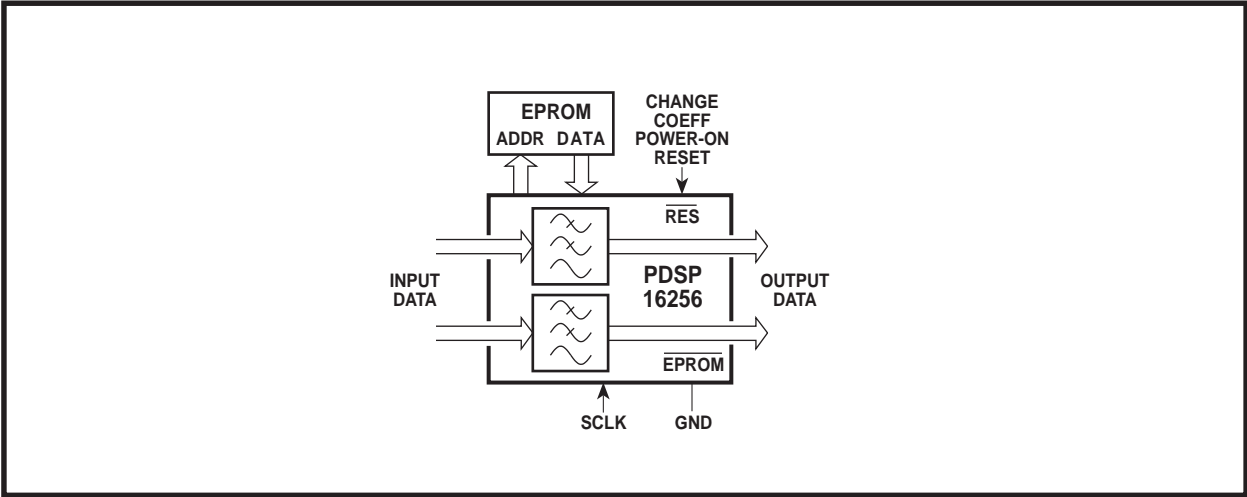 EPROM
ADDR DATA
CHANGE
COEFF
POWER-ON
RESET
RES
INPUT
DATA
PDSP
16256
OUTPUT
DATA
EPROM
SCLK
GND